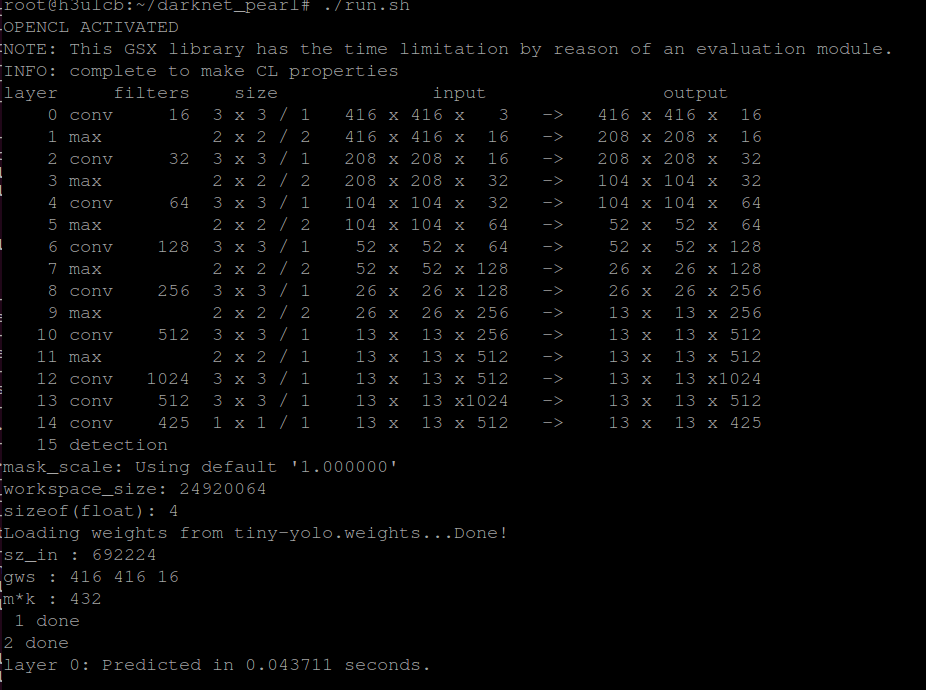 root@h3ulcb:~/darknet_pearl# ./run.sh
OPENCL ACTIVATED
NOTE: This GSX library has the time limitation by reason of an evaluation module.
INFO: complete to make CL properties
layer     filters    size              input                output
    0 conv     16  3 x 3 / 1   416 x 416 x   3   ->   416 x 416 x  16
    1 max          2 x 2 / 2   416 x 416 x  16   ->   208 x 208 x  16
    2 conv     32  3 x 3 / 1   208 x 208 x  16   ->   208 x 208 x  32
    3 max          2 x 2 / 2   208 x 208 x  32   ->   104 x 104 x  32
    4 conv     64  3 x 3 / 1   104 x 104 x  32   ->   104 x 104 x  64
    5 max          2 x 2 / 2   104 x 104 x  64   ->    52 x  52 x  64
    6 conv    128  3 x 3 / 1    52 x  52 x  64   ->    52 x  52 x 128
    7 max          2 x 2 / 2    52 x  52 x 128   ->    26 x  26 x 128
    8 conv    256  3 x 3 / 1    26 x  26 x 128   ->    26 x  26 x 256
    9 max          2 x 2 / 2    26 x  26 x 256   ->    13 x  13 x 256
   10 conv    512  3 x 3 / 1    13 x  13 x 256   ->    13 x  13 x 512
   11 max          2 x 2 / 1    13 x  13 x 512   ->    13 x  13 x 512
   12 conv   1024  3 x 3 / 1    13 x  13 x 512   ->    13 x  13 x1024
   13 conv    512  3 x 3 / 1    13 x  13 x1024   ->    13 x  13 x 512
   14 conv    425  1 x 1 / 1    13 x  13 x 512   ->    13 x  13 x 425
   15 detection
mask_scale: Using default '1.000000'
workspace_size: 24920064
sizeof(float): 4
Loading weights from tiny-yolo.weights...Done!
sz_in : 692224
gws : 416 416 16
m*k : 432
 1 done
2 done
layer 0: Predicted in 0.043711 seconds.